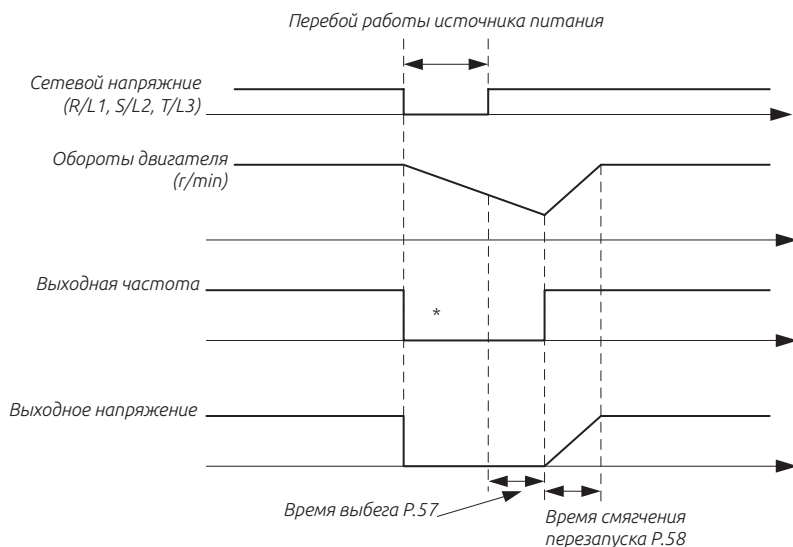 Перебой работы источника питания
Сетевой напряжние
(R/L1, S/L2, T/L3)
Обороты двигателя
(r/min)
Выходная частота
*
Выходное напряжение
Время выбега P.57
Время смягчения
перезапуска P.58